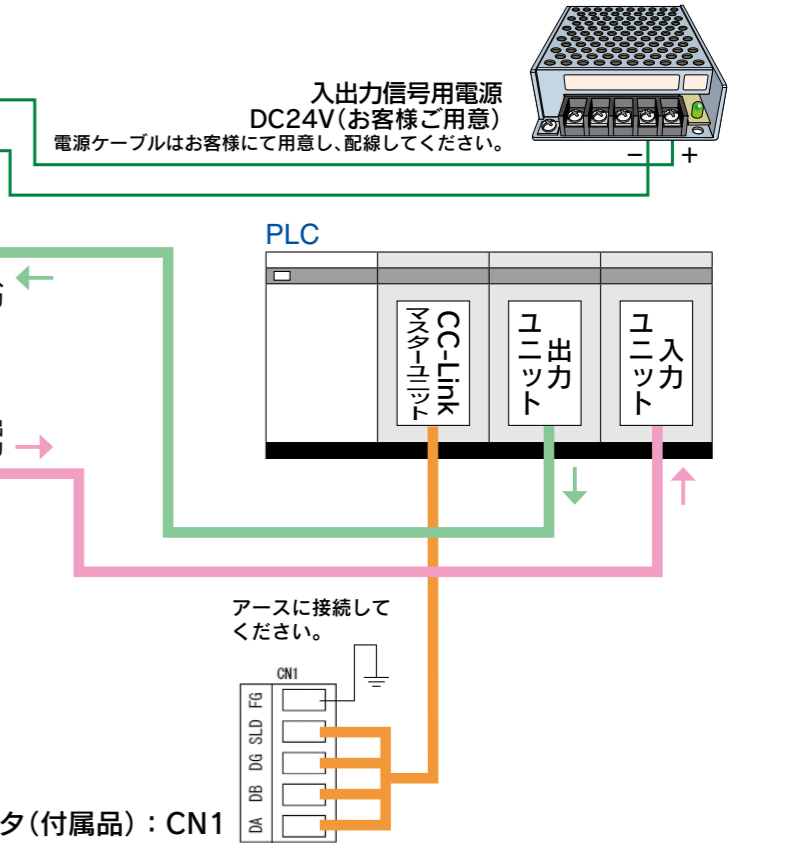 入出力信号用電源
DC24V(お客様ご用意)
電源ケーブルはお客様にて用意し、配線してください。
− +
PLC
CC-Link
マスターユニット
出力
ユニット
入力
ユニット
アースに接続して
ください。
CN1
FG
SLD
DG
DB
DA
タ(付属品):CN1